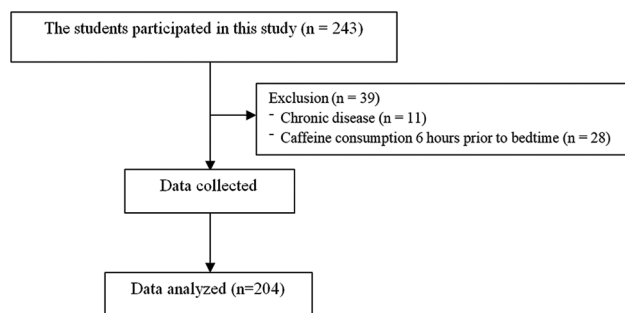 The students participated in this study (n = 243)
Exclusion (n = 39)
- Chronic disease (n = 11)
- Caffeine consumption 6 hours prior to bedtime (n = 28)
Data collected
Data analyzed (n=204)